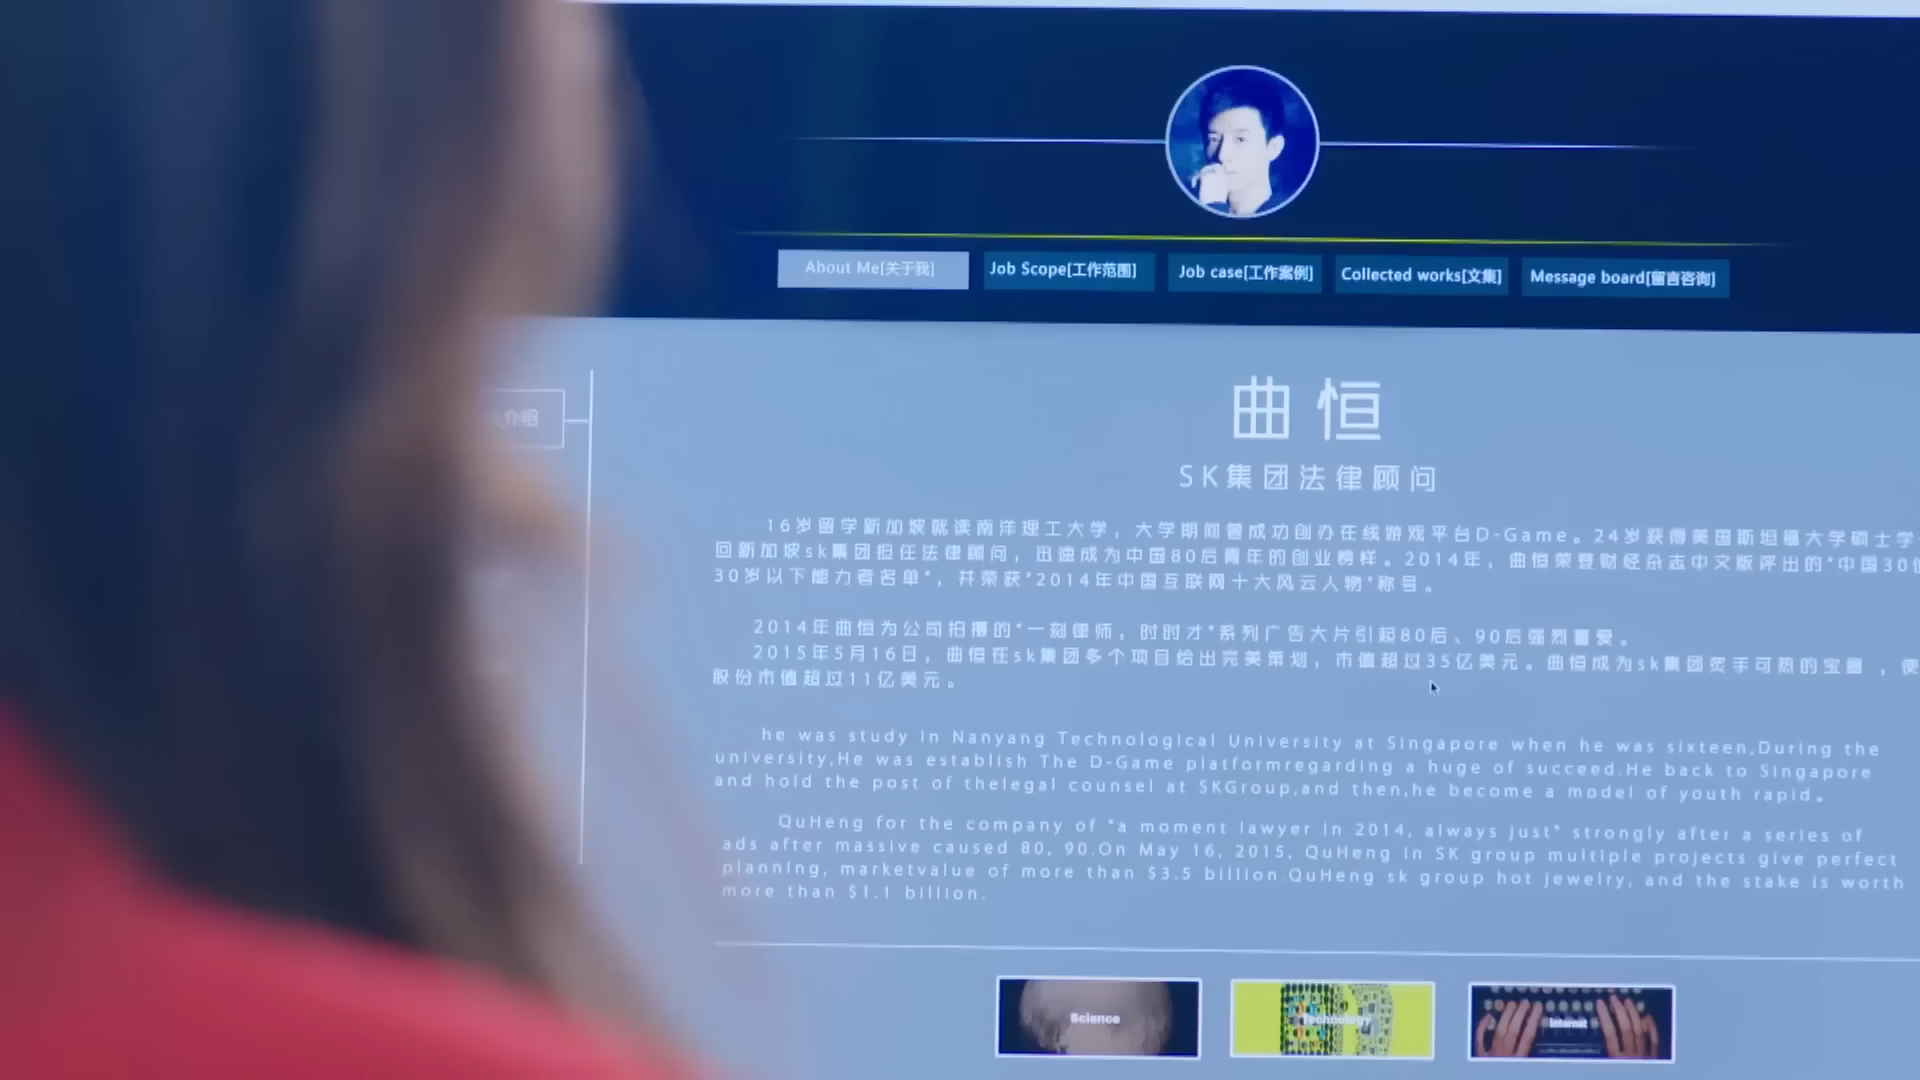 About Me[关于我]
Job Scope[工作范围]
Job case[工作案例]
Collected works[文集]
Message board[留言咨询]
介绍
曲恒
SK集团法律顾问
16岁留学新加坡就读南洋理工大学，大学期间曾成功创办在线游戏平台D-Game。24岁获得美国斯坦福大学硕士学
回新加坡sk集团担任法律顾问，迅速成为中国80后青年的创业榜样。2014年，曲恒荣登财经杂志中文版评出的"中国30位
30岁以下能力者名单"，并荣获"2014年中国互联网十大风云人物"称号。
2014年曲恒为公司拍摄的"一刻律师，时时才"系列广告大片引起80后、90后强烈喜爱。
2015年5月16日，曲恒在sk集团多个项目给出完美策划，市值超过35亿美元。曲恒成为sk集团炙手可热的宝器，使
股份市值超过11亿美元。
he was study in Nanyang Technological University at Singapore when he was sixteen,During the
university,He was establish The D-Game platformregarding a huge of succeed.He back to Singapore
and hold the post of thelegal counsel at SKGroup,and then,he become a model of youth rapid。
QuHeng for the company of "a moment lawyer in 2014, always just" strongly after a series of
ads after massive caused 80, 90.On May 16, 2015, QuHeng in SK group multiple projects give perfect
planning, marketvalue of more than $3.5 billion.QuHeng sk group hot jewelry, and the stake is worth
more than $1.1 billion.
Science
Technology
Internet